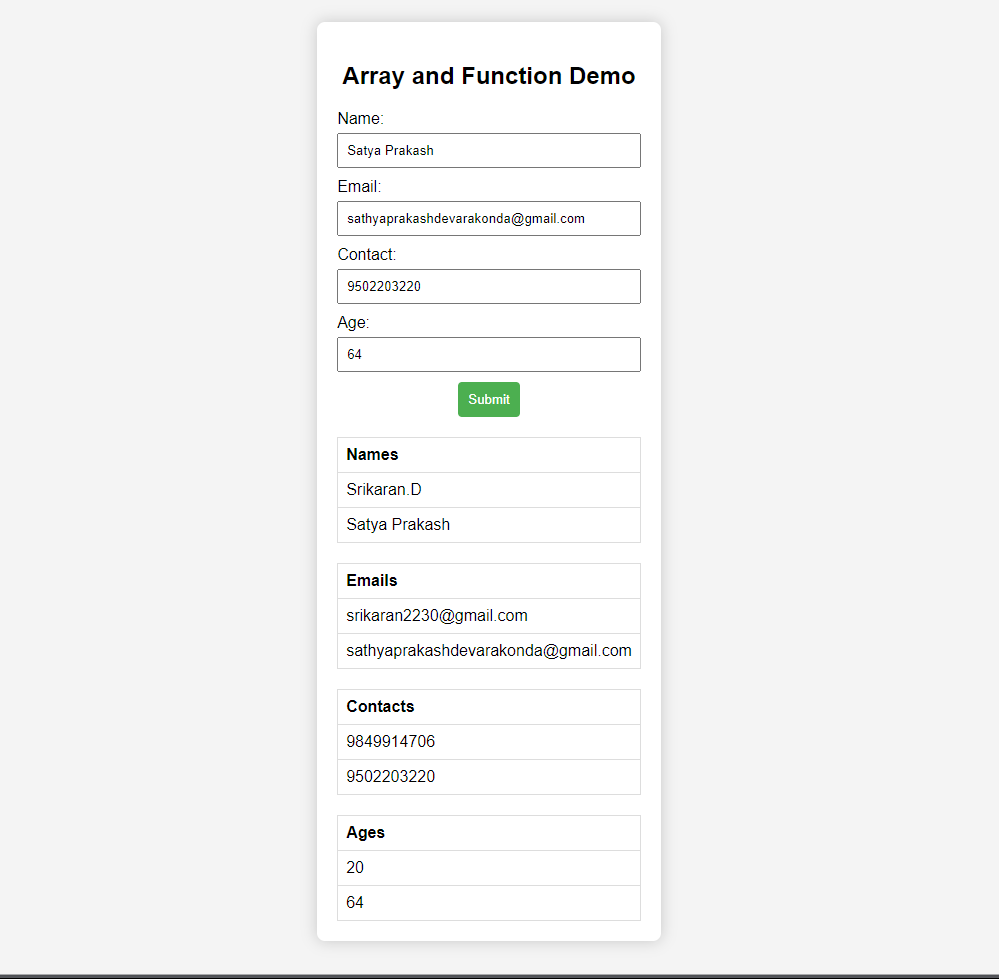 Array and Function Demo
Name:
Satya Prakash
Email:
sathyaprakashdevarakonda@gmail.com
Contact:
9502203220
Age:
64
Submit
Names
Srikaran.D
Satya Prakash
Emails
srikaran2230@gmail.com
sathyaprakashdevarakonda@gmail.com
Contacts
9849914706
9502203220
Ages
20
64